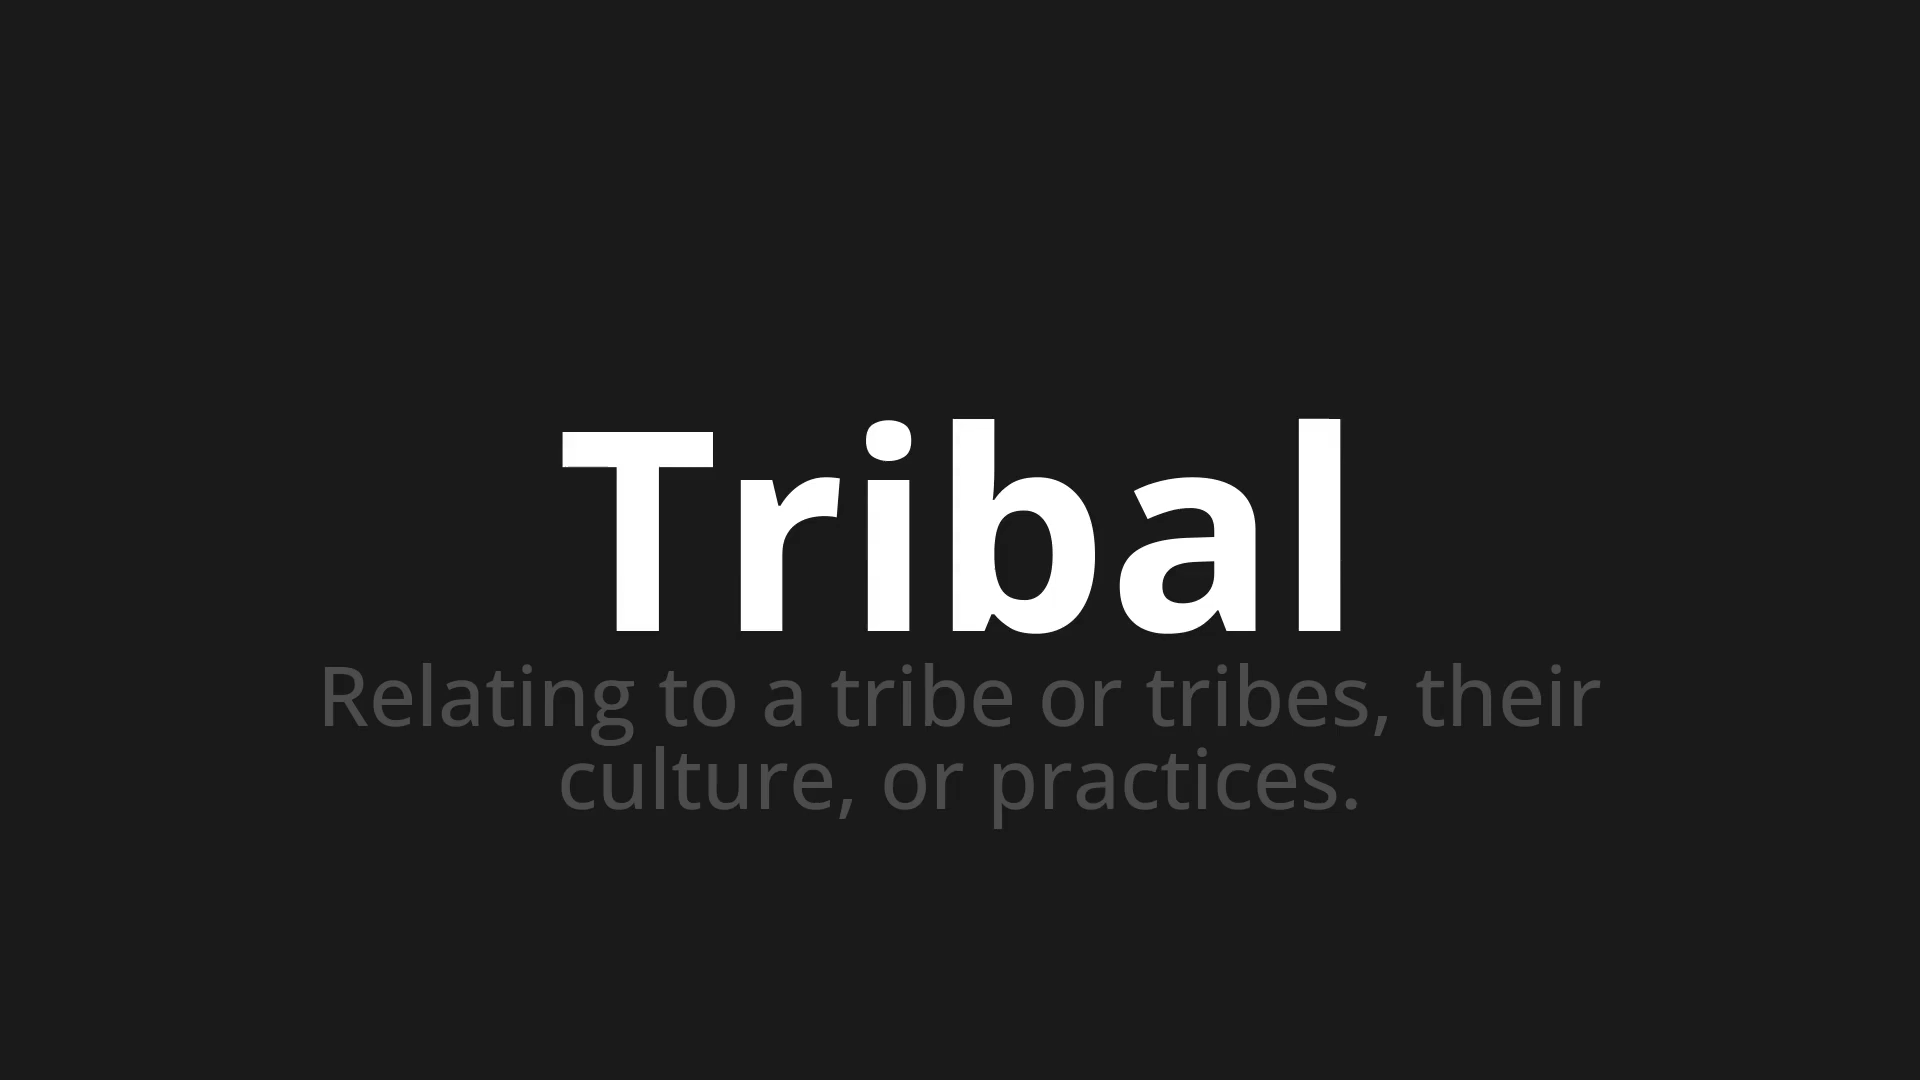 Tribal
Relating to a tribe or tribes, their
culture, or practices.